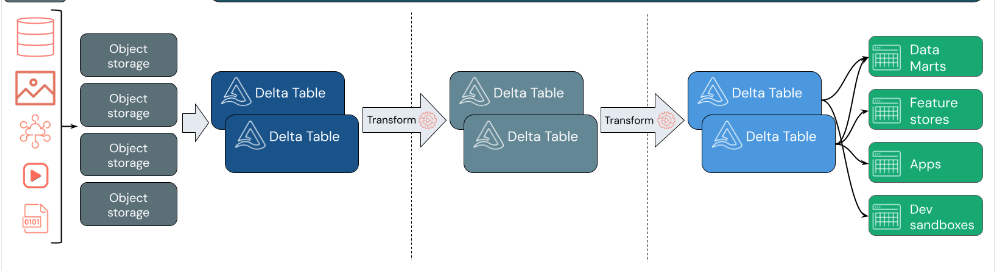 Object
storage
Object
storage
Object
storage
Object
storage
0101
Delta Table
Delta Table
Transform
Delta Table
Delta Table
Transform
Delta Table
Delta Table
Data
Marts
Feature
stores
Apps
Dev
sandboxes